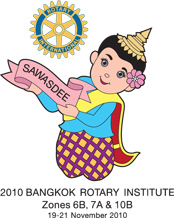 ROTARY
INTERNATIONAL
SAWASDEE
2010 BANGKOK ROTARY INSTITUTE
Zones 6B, 7A & 10B
19-21 November 2010